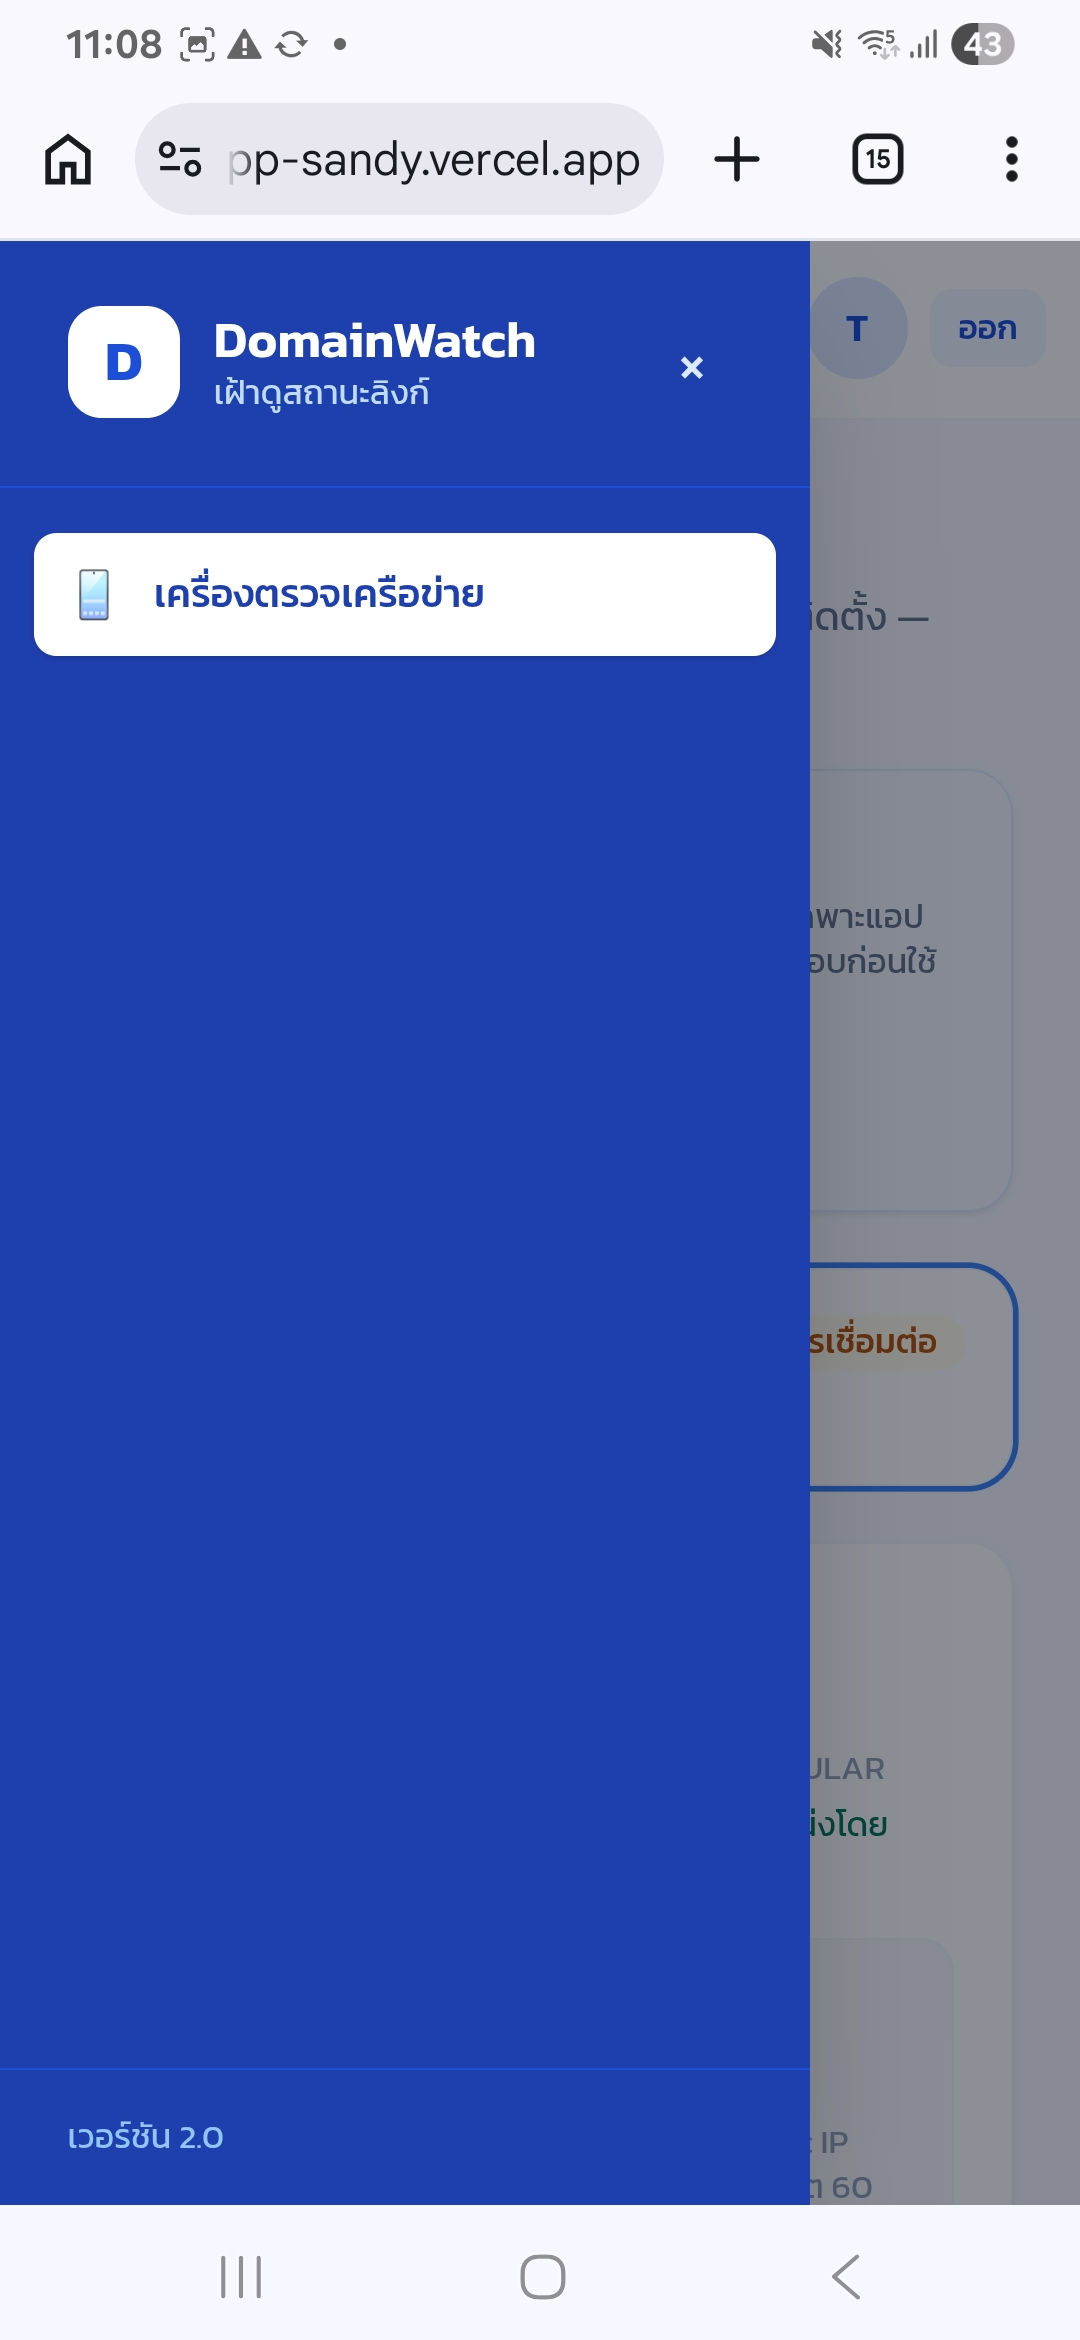 11:08
5
43
pp-sandy.vercel.app
15
D
DomainWatch
เฝ้าดูสถานะลิงก์
×
T
ออก
เครื่องตรวจเครือข่าย
ติดตั้ง —
พาะแอป
อบก่อนใช้
รเชื่อมต่อ
ULAR
งโดย
IP
60
เวอร์ชัน 2.0